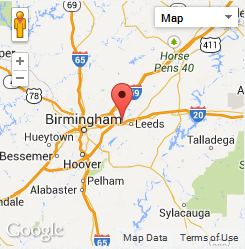 Map
Horse
Pens 40
411
65
59
78
Birmingham
Leeds
20
Hueytown
Talladega
Bessemer
Hoover
Pelham
Alabaster
65
Sylacauga
Google
Map Data
Terms of Use